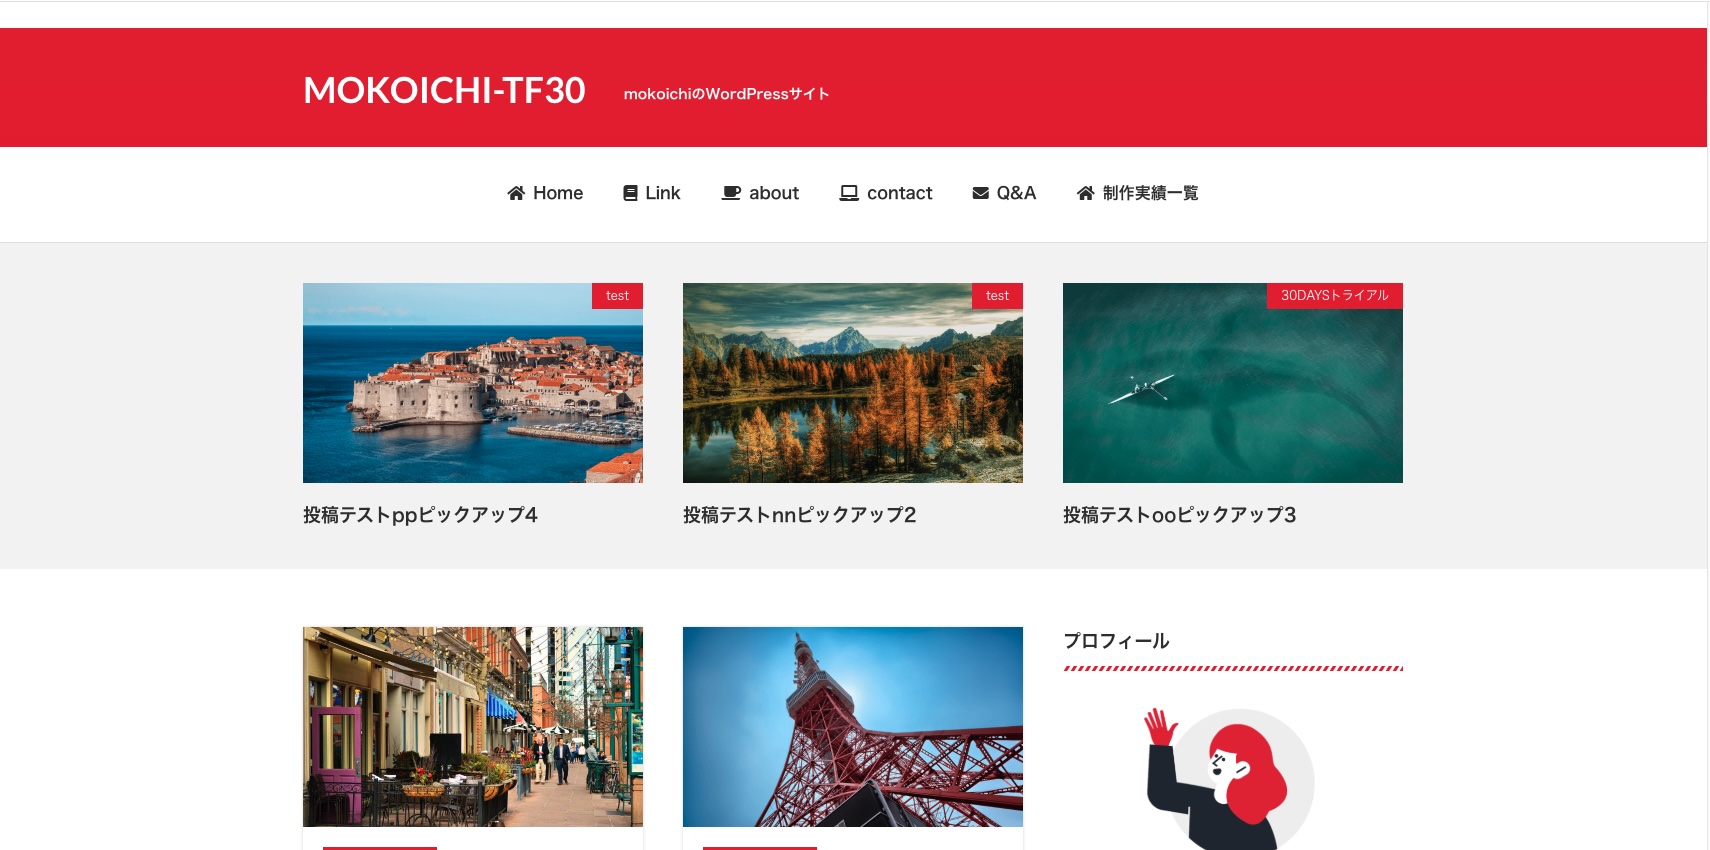 MOKOICHI-TF30
mokoichiのWordPressサイト
Home
Link
about
contact
Q&A
制作実績一覧
test
test
30DAYSトライアル
投稿テストppピックアップ4
投稿テストnnピックアップ2
投稿テストooピックアップ3
プロフィール